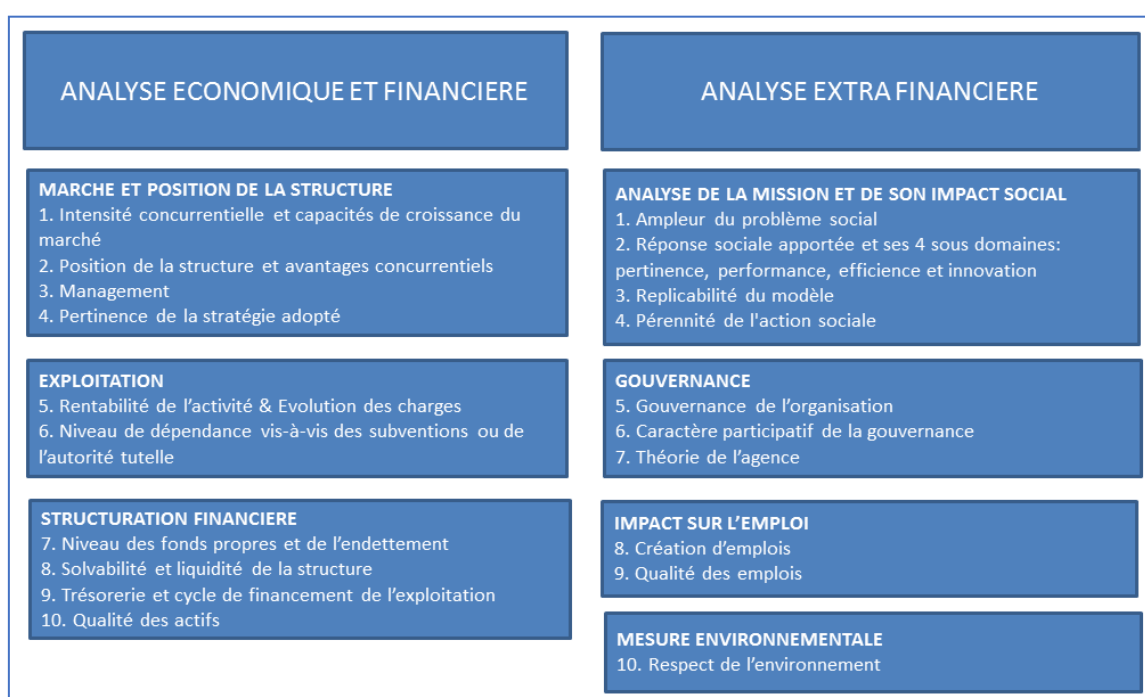 ANALYSE ECONOMIQUE ET FINANCIERE
MARCHE ET POSITION DE LA STRUCTURE
1. Intensité concurrentielle et capacités de croissance du
marché
2. Position de la structure et avantages concurrentiels
3. Management
4. Pertinence de la stratégie adopté
EXPLOITATION
5. Rentabilité de l'activité & Evolution des charges
6. Niveau de dépendance vis-à-vis des subventions ou de
l'autorité tutelle
STRUCTURATION FINANCIERE
7. Niveau des fonds propres et de l'endettement
8. Solvabilité et liquidité de la structure
9. Trésorerie et cycle de financement de l'exploitation
10. Qualité des actifs
ANALYSE EXTRA FINANCIERE
ANALYSE DE LA MISSION ET DE SON IMPACT SOCIAL
1. Ampleur du problème social
2. Réponse sociale apportée et ses 4 sous domaines:
pertinence, performance, efficience et innovation
3. Replicabilité du modèle
4. Pérennité de l'action sociale
GOUVERNANCE
5. Gouvernance de l'organisation
6. Caractère participatif de la gouvernance
7. Théorie de l'agence
IMPACT SUR L'EMPLOI
8. Création d'emplois
9. Qualité des emplois
MESURE ENVIRONNEMENTALE
10. Respect de l'environnement